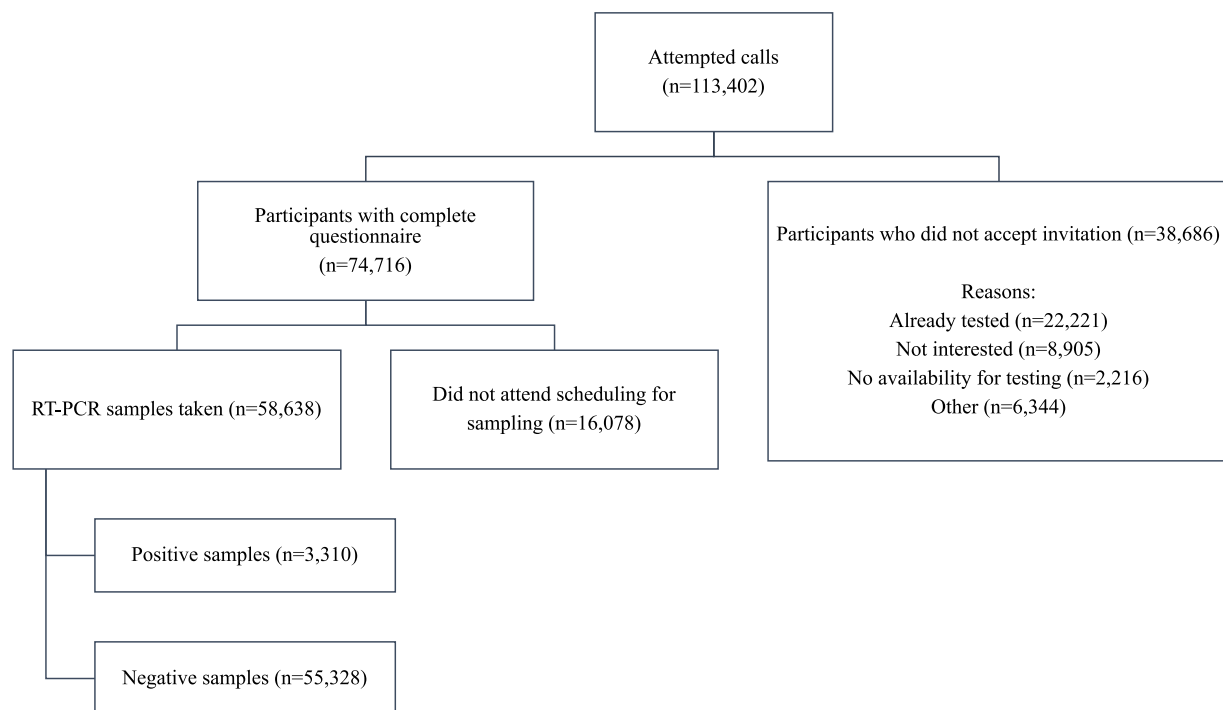 Attempted calls
(n=113,402)
Participants with complete
questionnaire
(n=74,716)
Participants who did not accept invitation (n=38,686)
Reasons:
Already tested (n=22,221)
Not interested (n=8,905)
No availability for testing (n=2,216)
Other (n=6,344)
RT-PCR samples taken (n=58,638)
Did not attend scheduling for
sampling (n=16,078)
Positive samples (n=3,310)
Negative samples (n=55,328)